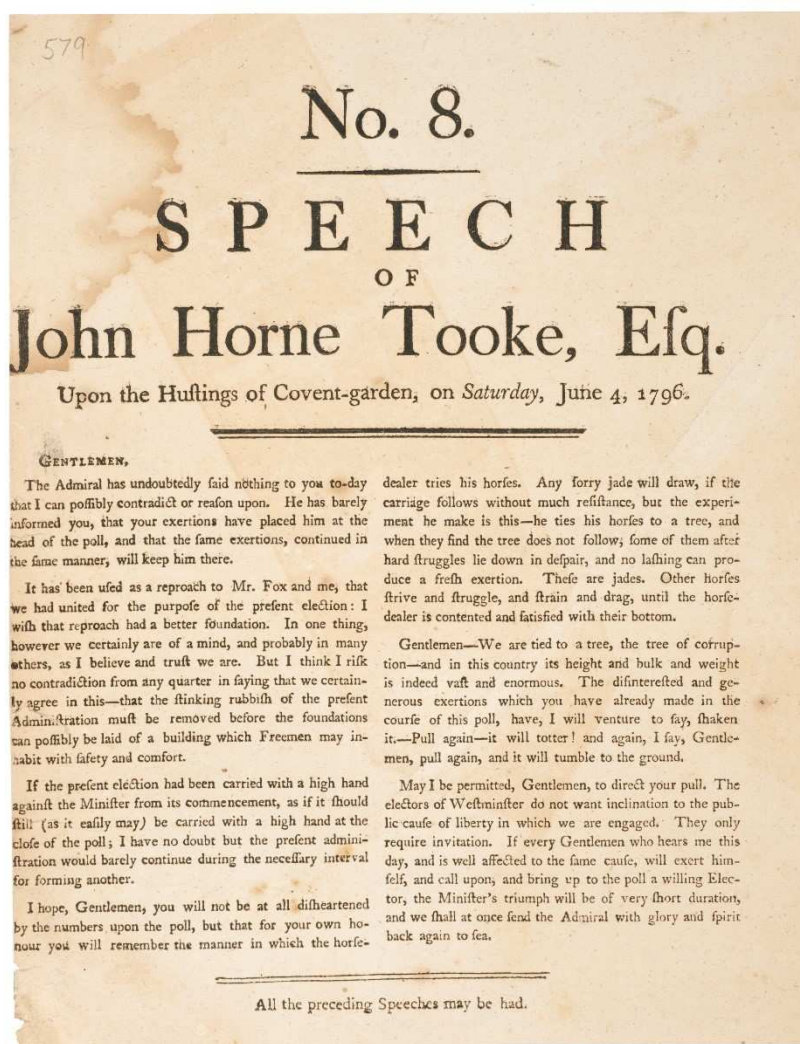 579
No. 8.
SPEECH
OF
John Horne Tooke, Eſq.
Upon the Huſtings of Covent-garden, on Saturday, June 4, 1796.
GENTLEMEN,
The Admiral has undoubtedly ſaid nothing to you to-day
that I can poſſibly contradict or reaſon upon. He has barely
informed you, that your exertions have placed him at the
head of the poll, and that the ſame exertions, continued in
the ſame manner, will keep him there.
It has been uſed as a reproach to Mr. Fox and me, that
we had united for the purpoſe of the preſent election: I
wiſh that reproach had a better foundation. In one thing,
however we certainly are of a mind, and probably in many
others, as I believe and truſt we are. But I think I riſk
no contradiction from any quarter in ſaying that we certain-
ly agree in this—that the ſtinking rubbiſh of the preſent
Adminiſtration muſt be removed before the foundations
can poſſibly be laid of a building which Freemen may in-
habit with ſafety and comfort.
If the preſent election had been carried with a high hand
againſt the Miniſter from its commencement, as if it ſhould
ſtill (as it eaſily may) be carried with a high hand at the
cloſe of the poll; I have no doubt but the preſent admini-
ſtration would barely continue during the neceſſary interval
for forming another.
I hope, Gentlemen, you will not be at all diſheartened
by the numbers upon the poll, but that for your own ho-
nour you will remember the manner in which the horſe-
dealer tries his horſes. Any ſorry jade will draw, if the
carriage follows without much reſiſtance, but the experi-
ment he make is this—he ties his horſes to a tree, and
when they find the tree does not follow, ſome of them after
hard ſtruggles lie down in deſpair, and no laſhing can pro-
duce a freſh exertion. Theſe are jades. Other horſes
ſtrive and ſtruggle, and ſtrain and drag, until the horſe-
dealer is contented and ſatisfied with their bottom.
Gentlemen—We are tied to a tree, the tree of corrup-
tion—and in this country its height and bulk and weight
is indeed vaſt and enormous. The diſintereſted and ge-
nerous exertions which you have already made in the
courſe of this poll, have, I will venture to ſay, ſhaken
it.—Pull again—it will totter! and again, I ſay, Gentle-
men, pull again, and it will tumble to the ground.
May I be permitted, Gentlemen, to direct your pull. The
electors of Weſtminſter do not want inclination to the pub-
lic cauſe of liberty in which we are engaged. They only
require invitation. If every Gentlemen who hears me this
day, and is well affected to the ſame cauſe, will exert him-
ſelf, and call upon, and bring up to the poll a willing Elec-
tor, the Miniſter's triumph will be of very ſhort duration,
and we ſhall at once ſend the Admiral with glory and ſpirit
back again to ſea.
All the preceding Speeches may be had.